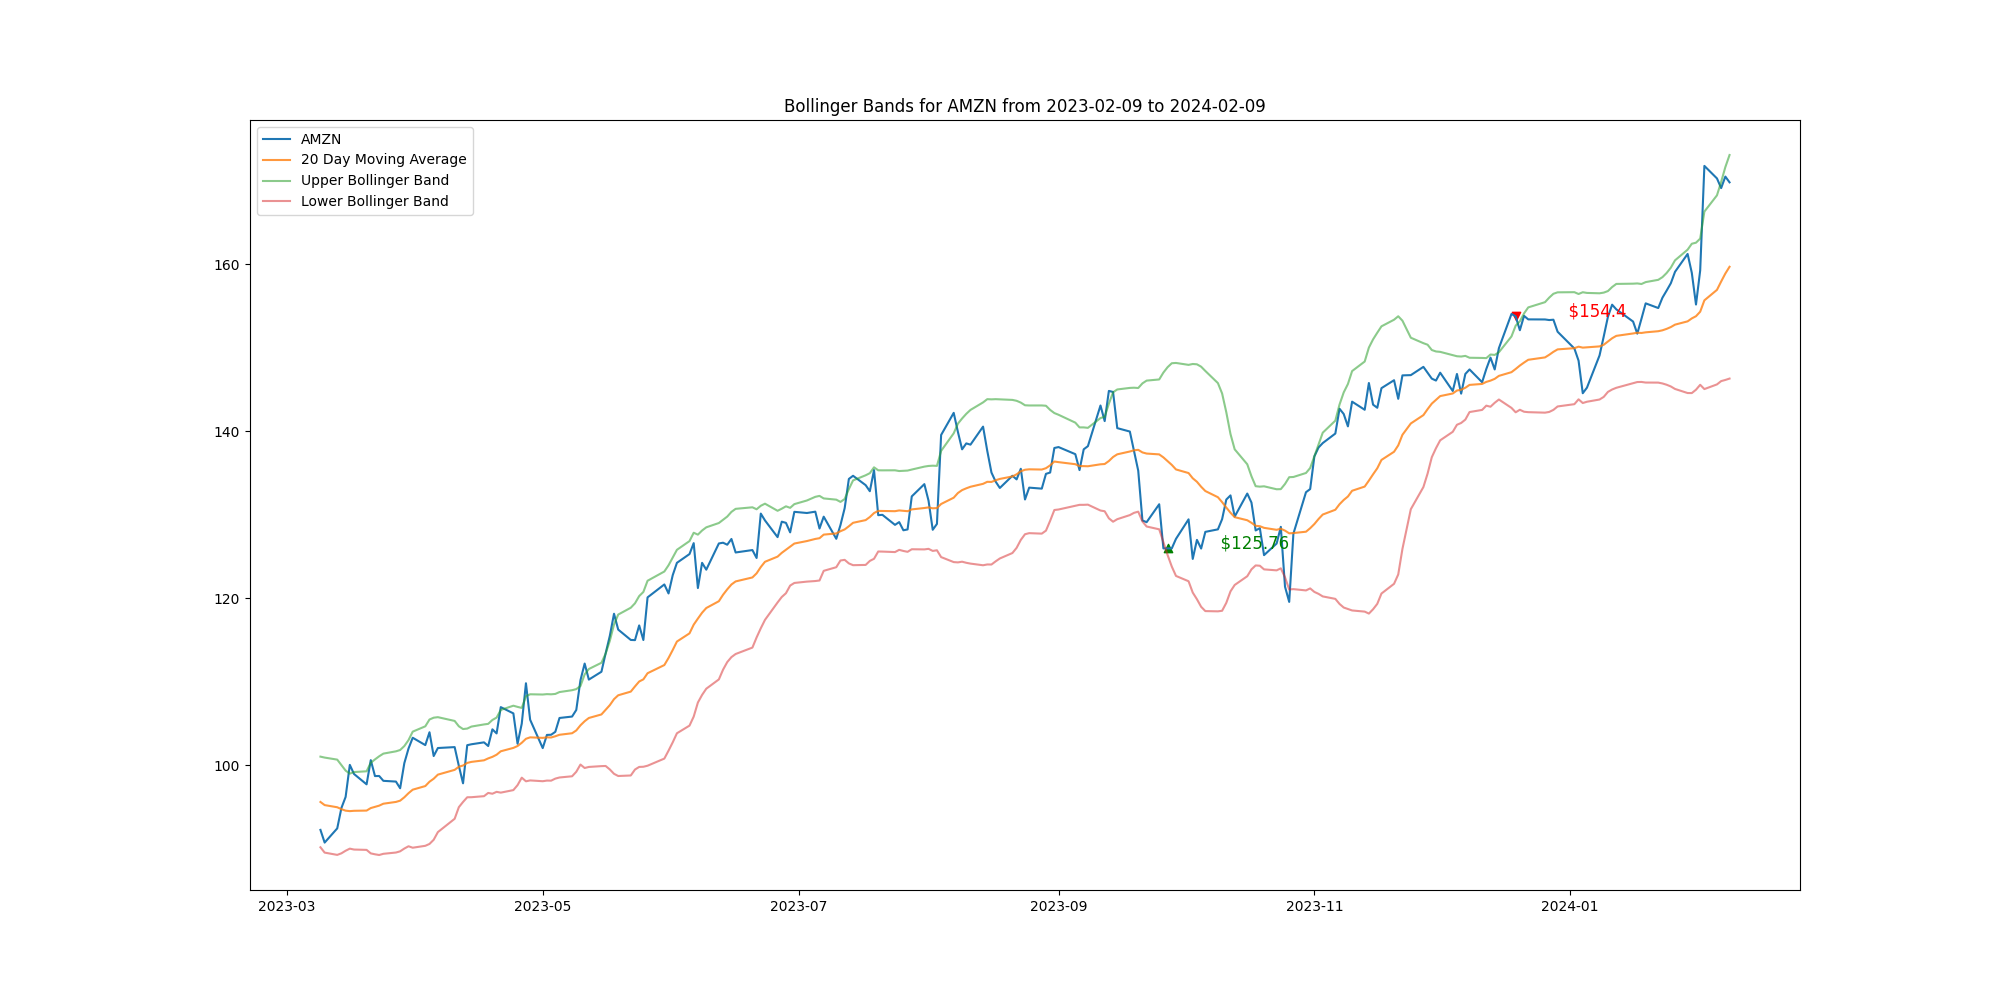 Bollinger Bands for AMZN from 2023-02-09 to 2024-02-09
AMZN
20 Day Moving Average
Upper Bollinger Band
Lower Bollinger Band
160
140
120
100
$154.4
$125.76
2023-03
2023-05
2023-07
2023-09
2023-11
2024-01